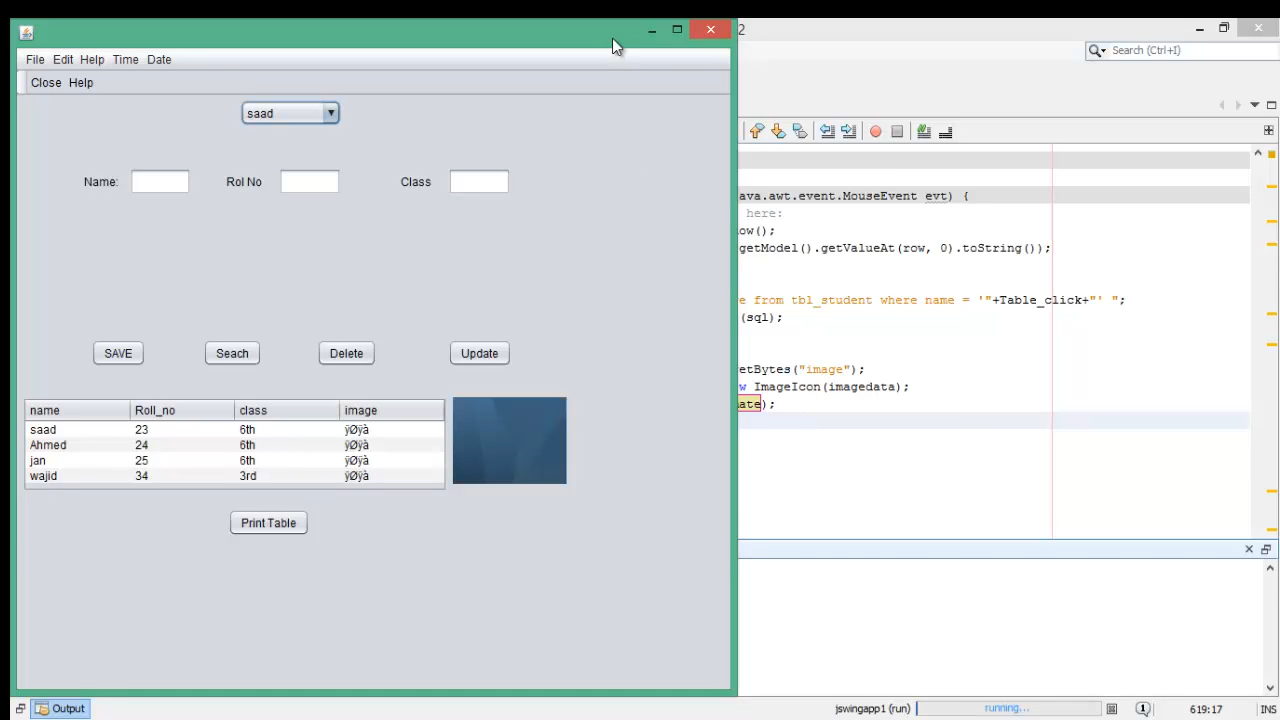 2
File Edit Help Time Date
Search (Ctrl+I)
Close Help
saad
Name: Rol No Class
SAVE Seach Delete Update
name Roll_no class image
saad 23 6th ÿØÿà
Ahmed 24 6th ÿØÿà
jan 25 6th ÿØÿà
wajid 34 3rd ÿØÿà
Print Table
ava.awt.event.MouseEvent evt) {
here:
ow();
getModel().getValueAt(row, 0).toString());
e from tbl_student where name = '"+Table_click+"' ";
(sql);
etBytes("image");
w ImageIcon(imagedata);
ate);
Output
jswingapp1 (run) running... 619:17 INS